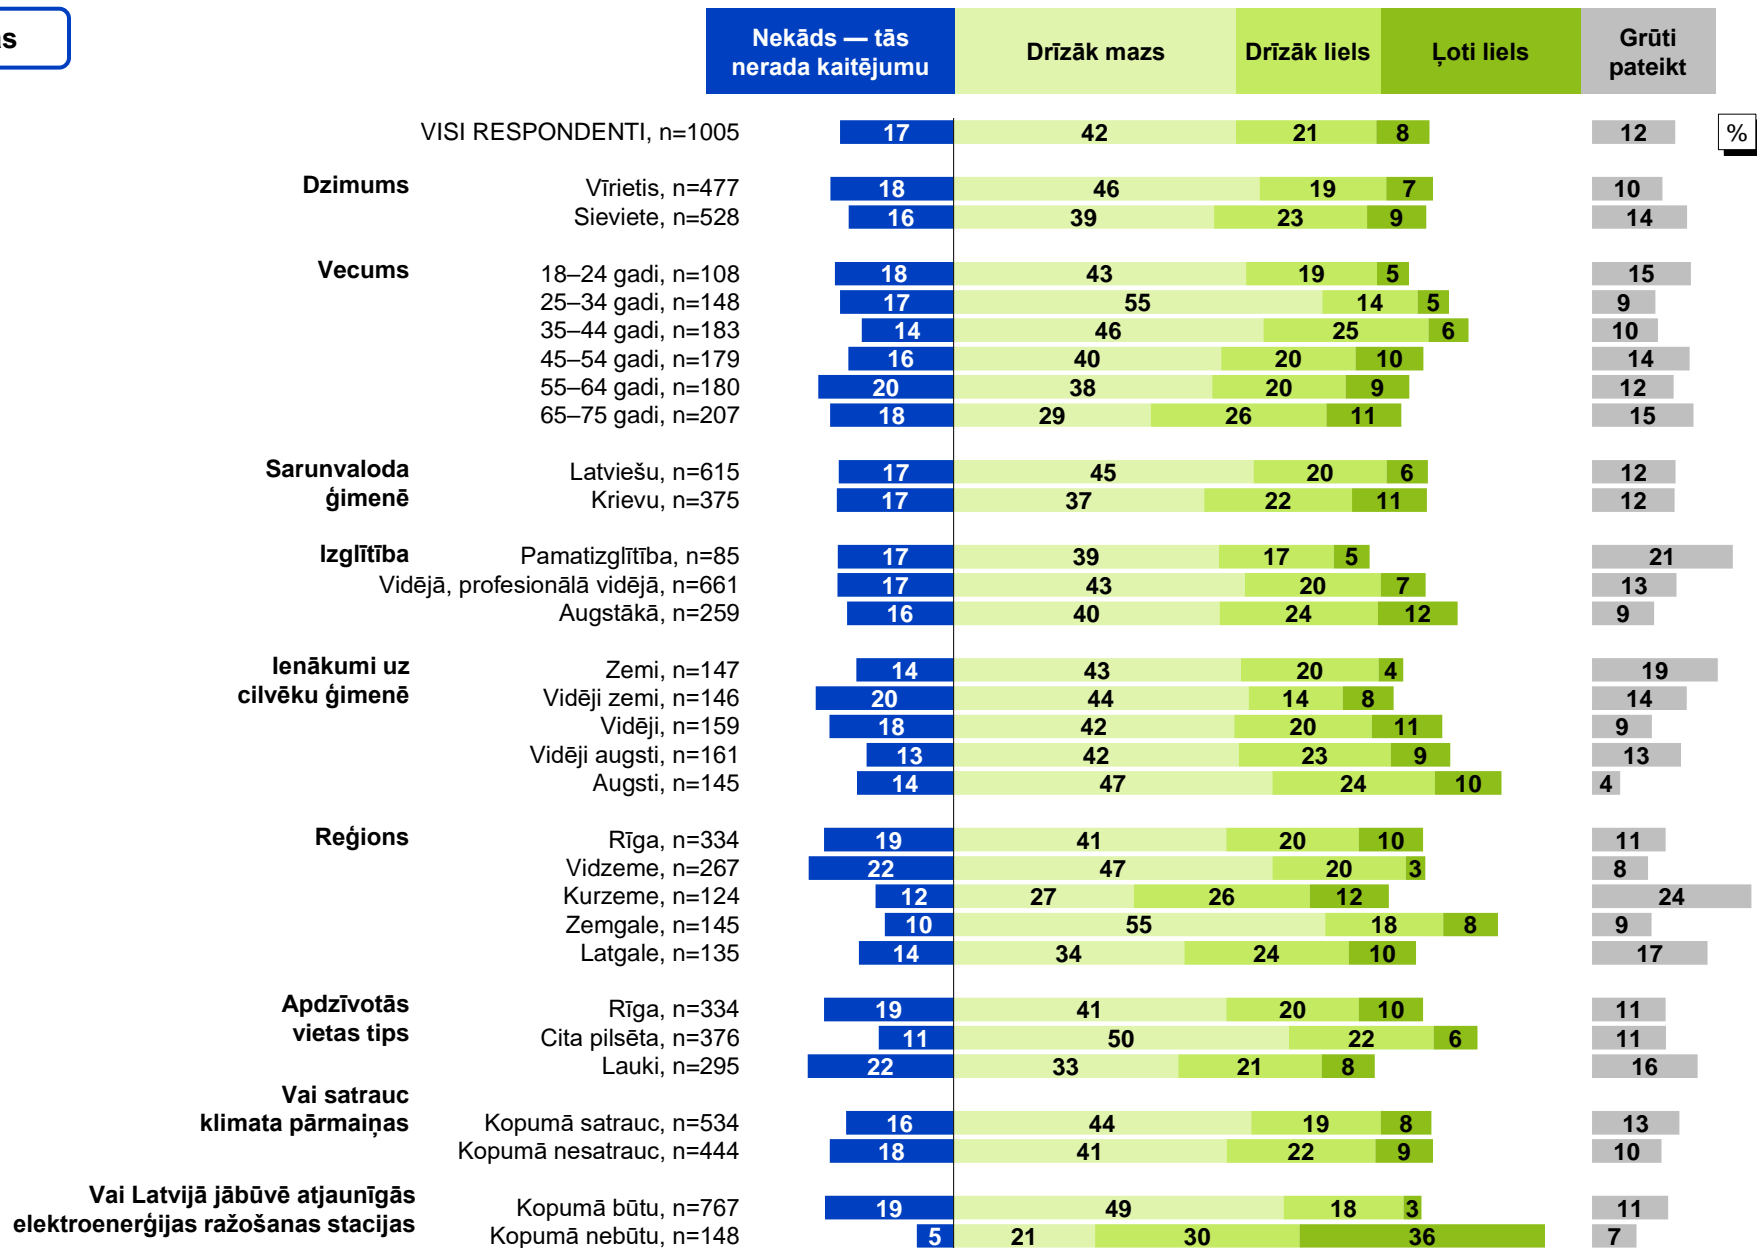 Nekāds — tās
nerada kaitējumu
Drīzāk mazs
Drīzāk liels
Ļoti liels
Grūti
pateikt
%
VISI RESPONDENTI, n=1005 17 42 21 8 12
Dzimums
Vīrietis, n=477 18 46 19 7 10
Sieviete, n=528 16 39 23 9 14
Vecums
18–24 gadi, n=108 18 43 19 5 15
25–34 gadi, n=148 17 55 14 5 9
35–44 gadi, n=183 14 46 25 6 10
45–54 gadi, n=179 16 40 20 10 14
55–64 gadi, n=180 20 38 20 9 12
65–75 gadi, n=207 18 29 26 11 15
Sarunvaloda
ģimenē
Latviešu, n=615 17 45 20 6 12
Krievu, n=375 17 37 22 11 12
Izglītība
Pamatizglītība, n=85 17 39 17 5 21
Vidējā, profesionālā vidējā, n=661 17 43 20 7 13
Augstākā, n=259 16 40 24 12 9
Ienākumi uz
cilvēku ģimenē
Zemi, n=147 14 43 20 4 19
Vidēji zemi, n=146 20 44 14 8 14
Vidēji, n=159 18 42 20 11 9
Vidēji augsti, n=161 13 42 23 9 13
Augsti, n=145 14 47 24 10 4
Reģions
Rīga, n=334 19 41 20 10 11
Vidzeme, n=267 22 47 20 3 8
Kurzeme, n=124 12 27 26 12 24
Zemgale, n=145 10 55 18 8 9
Latgale, n=135 14 34 24 10 17
Apdzīvotās
vietas tips
Rīga, n=334 19 41 20 10 11
Cita pilsēta, n=376 11 50 22 6 11
Lauki, n=295 22 33 21 8 16
Vai satrauc
klimata pārmaiņas
Kopumā satrauc, n=534 16 44 19 8 13
Kopumā nesatrauc, n=444 18 41 22 9 10
Vai Latvijā jābūvē atjaunīgās
elektroenerģijas ražošanas stacijas
Kopumā būtu, n=767 19 49 18 3 11
Kopumā nebūtu, n=148 5 21 30 36 7